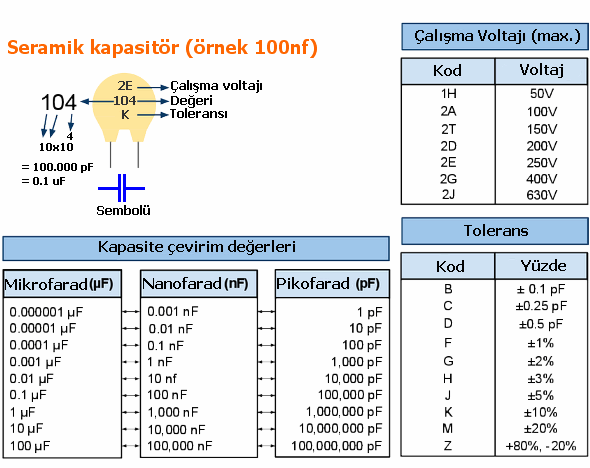 Seramik kapasitör (örnek 100nf)
2E
104
K
Çalışma voltajı
Değeri
Toleransı
104
4
10x10
= 100.000 pF
= 0.1 uF
Sembolü
Çalışma Voltajı (max.)
Kod Voltaj
1H 50V
2A 100V
2T 150V
2D 200V
2E 250V
2G 400V
2J 630V
Kapasite çevirim değerleri
Mikrofarad(µF) Nanofarad (nF) Pikofarad (pF)
0.000001 µF 0.001 nF 1 pF
0.00001 µF 0.01 nF 10 pF
0.0001 µF 0.1 nF 100 pF
0.001 µF 1 nF 1,000 pF
0.01 µF 10 nf 10,000 pF
0.1 µF 100 nF 100,000 pF
1 µF 1,000 nF 1,000,000 pF
10 µF 10,000 nF 10,000,000 pF
100 µF 100,000 nF 100,000,000 pF
Tolerans
Kod Yüzde
B ± 0.1 pF
C ±0.25 pF
D ±0.5 pF
F ±1%
G ±2%
H ±3%
J ±5%
K ±10%
M ±20%
Z +80%, -20%